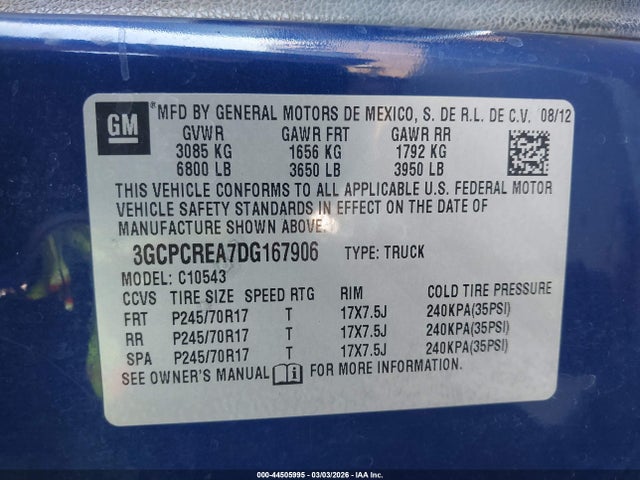 GM
®MFD BY GENERAL MOTORS DE MEXICO, S. DE R.L. DE C.V. 08/12
GVWR GAWR FRT GAWR RR
3085 KG 1656 KG 1792 KG
6800 LB 3650 LB 3950 LB
THIS VEHICLE CONFORMS TO ALL APPLICABLE U.S. FEDERAL MOTOR
VEHICLE SAFETY STANDARDS IN EFFECT ON THE DATE OF
MANUFACTURE SHOWN ABOVE.
3GCPCREA7DG167906 TYPE: TRUCK
MODEL: C10543
CCVS TIRE SIZE SPEED RTG RIM COLD TIRE PRESSURE
FRT P245/70R17 T 17X7.5J 240KPA(35PSI)
RR P245/70R17 T 17X7.5J 240KPA(35PSI)
SPA P245/70R17 T 17X7.5J 240KPA(35PSI)
SEE OWNER'S MANUAL FOR MORE INFORMATION.
000-44505995 - 03/03/2026 - IAA Inc.